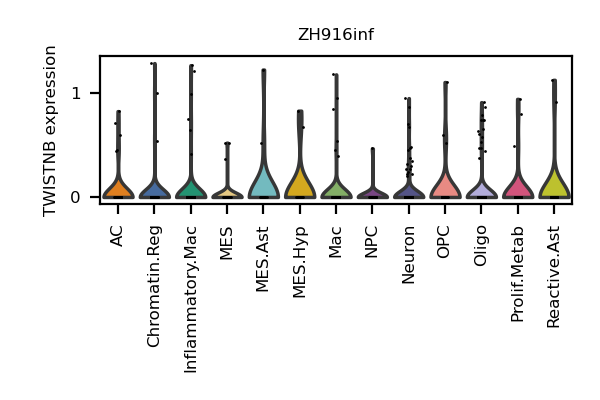 ZH916inf
TWISTNB expression
1
0
AC
Chromatin.Reg
Inflammatory.Mac
MES
MES.Ast
MES.Hyp
Mac
NPC
Neuron
OPC
Oligo
Prolif.Metab
Reactive.Ast